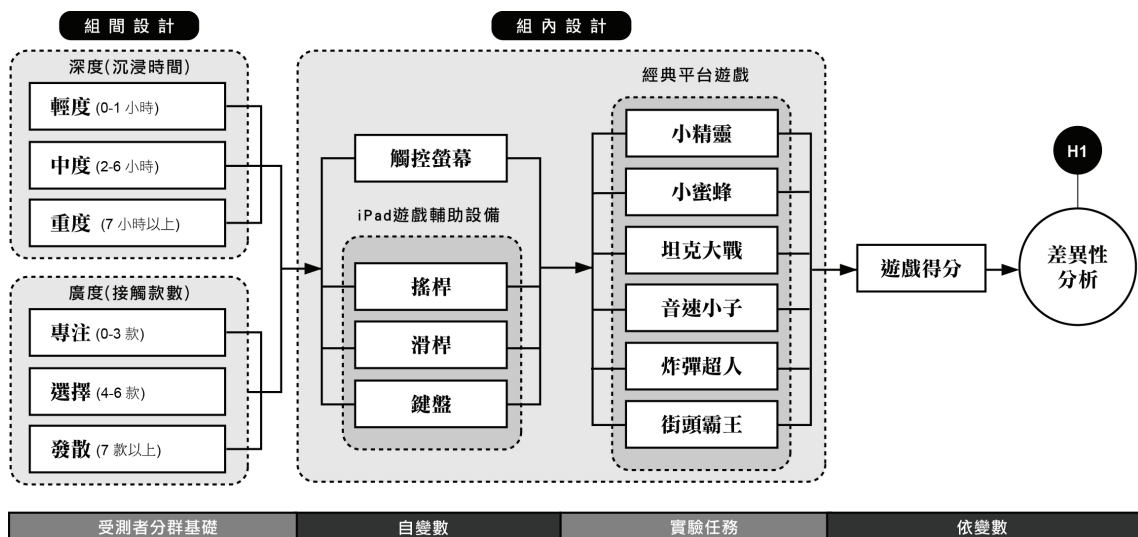 組間設計
深度(沉浸時間)
輕度 (0-1 小時)
中度 (2-6 小時)
重度 (7 小時以上)
廣度(接觸款數)
專注 (0-3 款)
選擇 (4-6 款)
發散 (7 款以上)
組內設計
觸控螢幕
iPad遊戲輔助設備
搖桿
滑桿
鍵盤
經典平台遊戲
小精靈
小蜜蜂
坦克大戰
音速小子
炸彈超人
街頭霸王
遊戲得分
H1
差異性
分析
受測者分群基礎
自變數
實驗任務
依變數